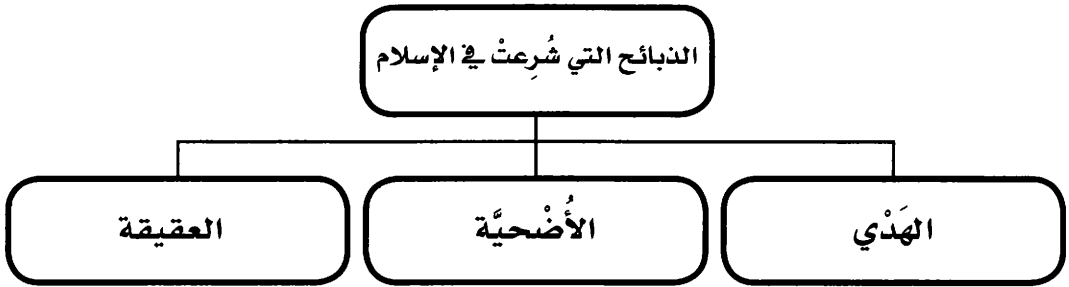 الذبائح التي شُرِعتْ في الإسلام
الهَدْي
الأُضْحيَّة
العقيقة